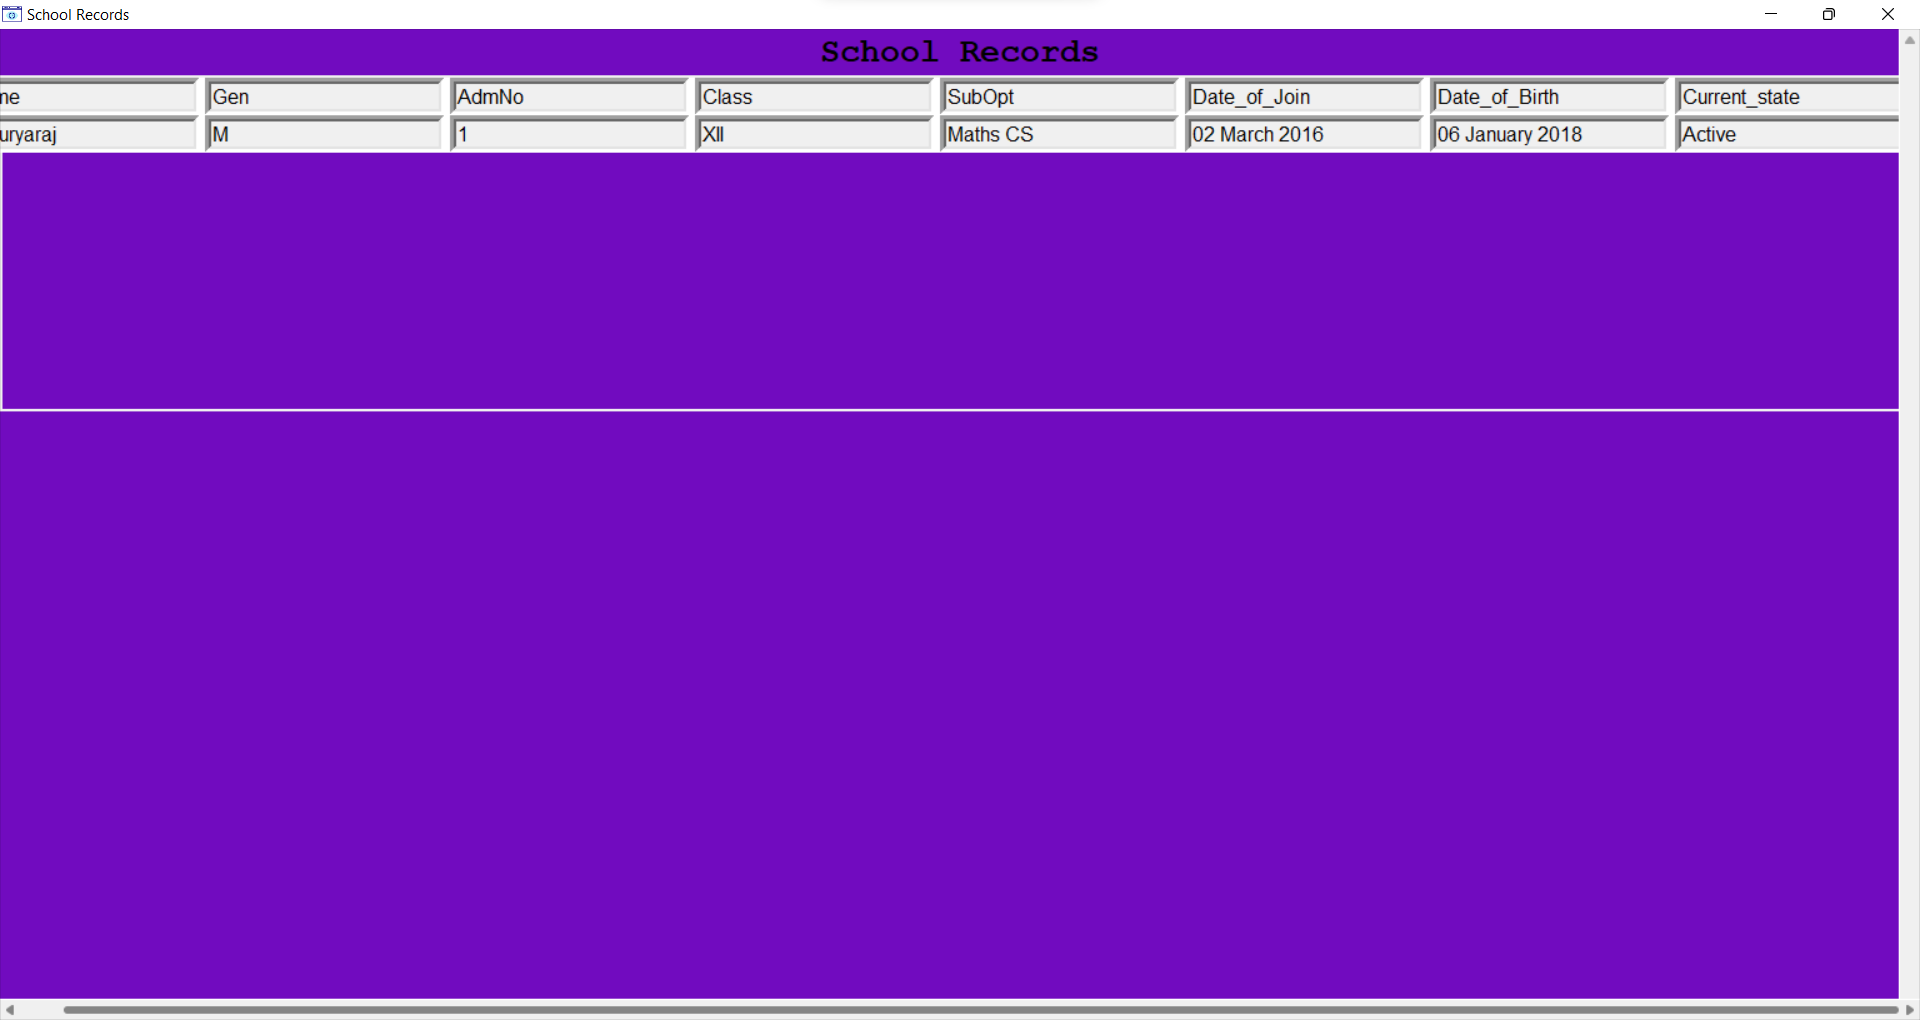 School Records
School Records
me Gen AdmNo Class SubOpt Date_of_Join Date_of_Birth Current_state
uryaraj M 1 XII Maths CS 02 March 2016 06 January 2018 Active